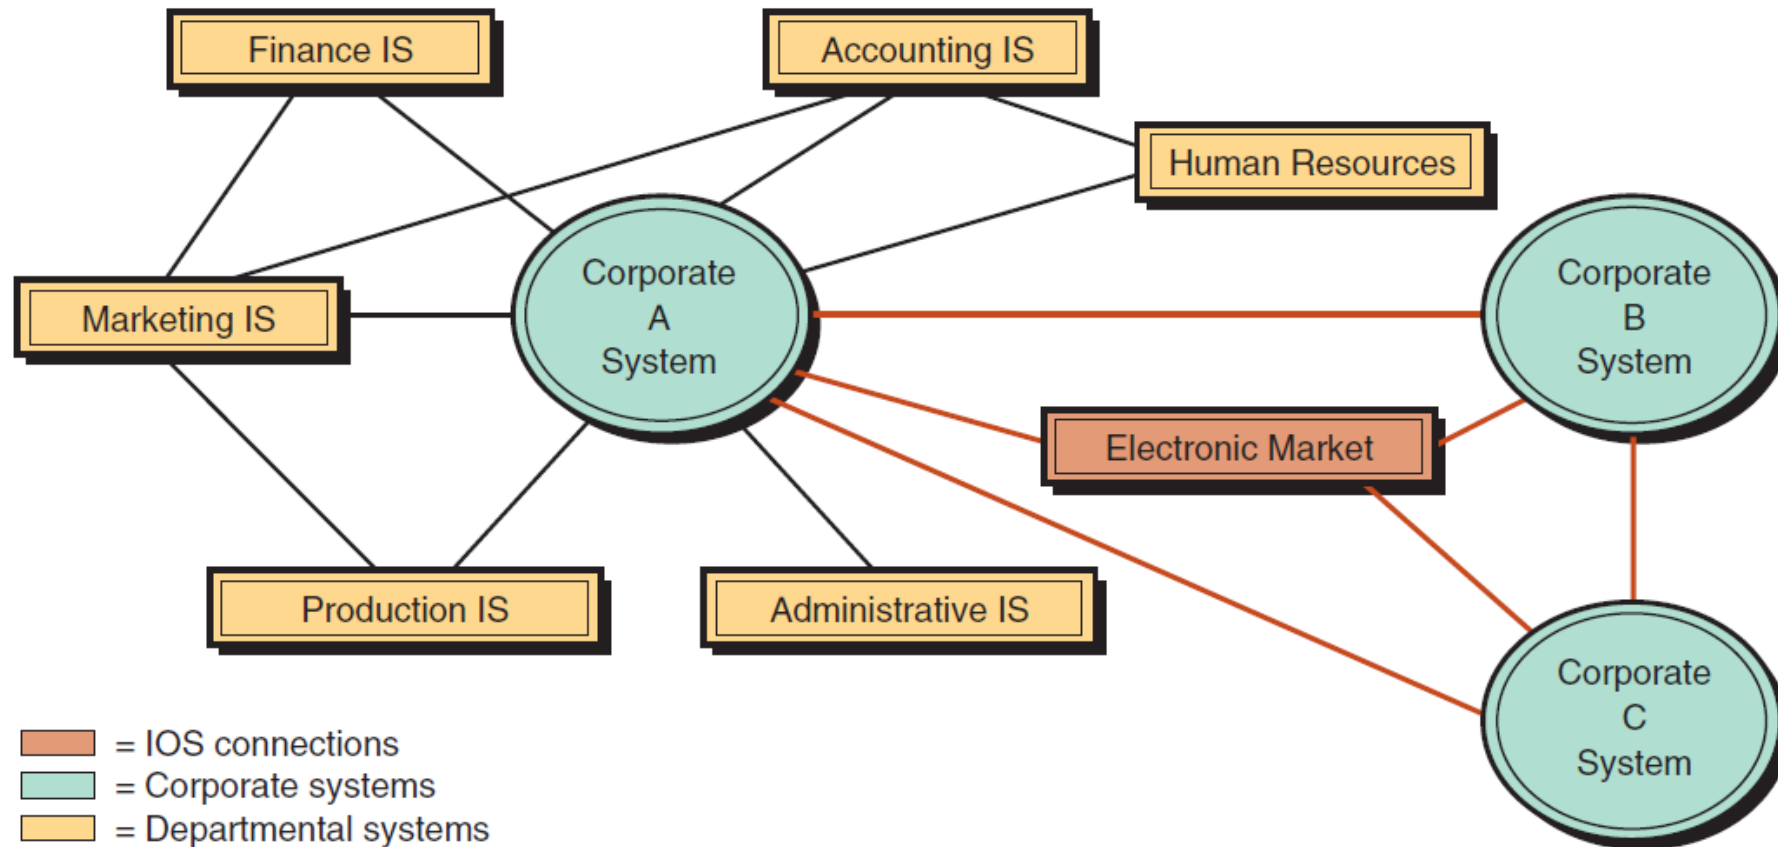 Finance IS
Accounting IS
Human Resources
Marketing IS
Corporate
A
System
Corporate
B
System
Electronic Market
Production IS
Administrative IS
Corporate
C
System
= IOS connections
= Corporate systems
= Departmental systems